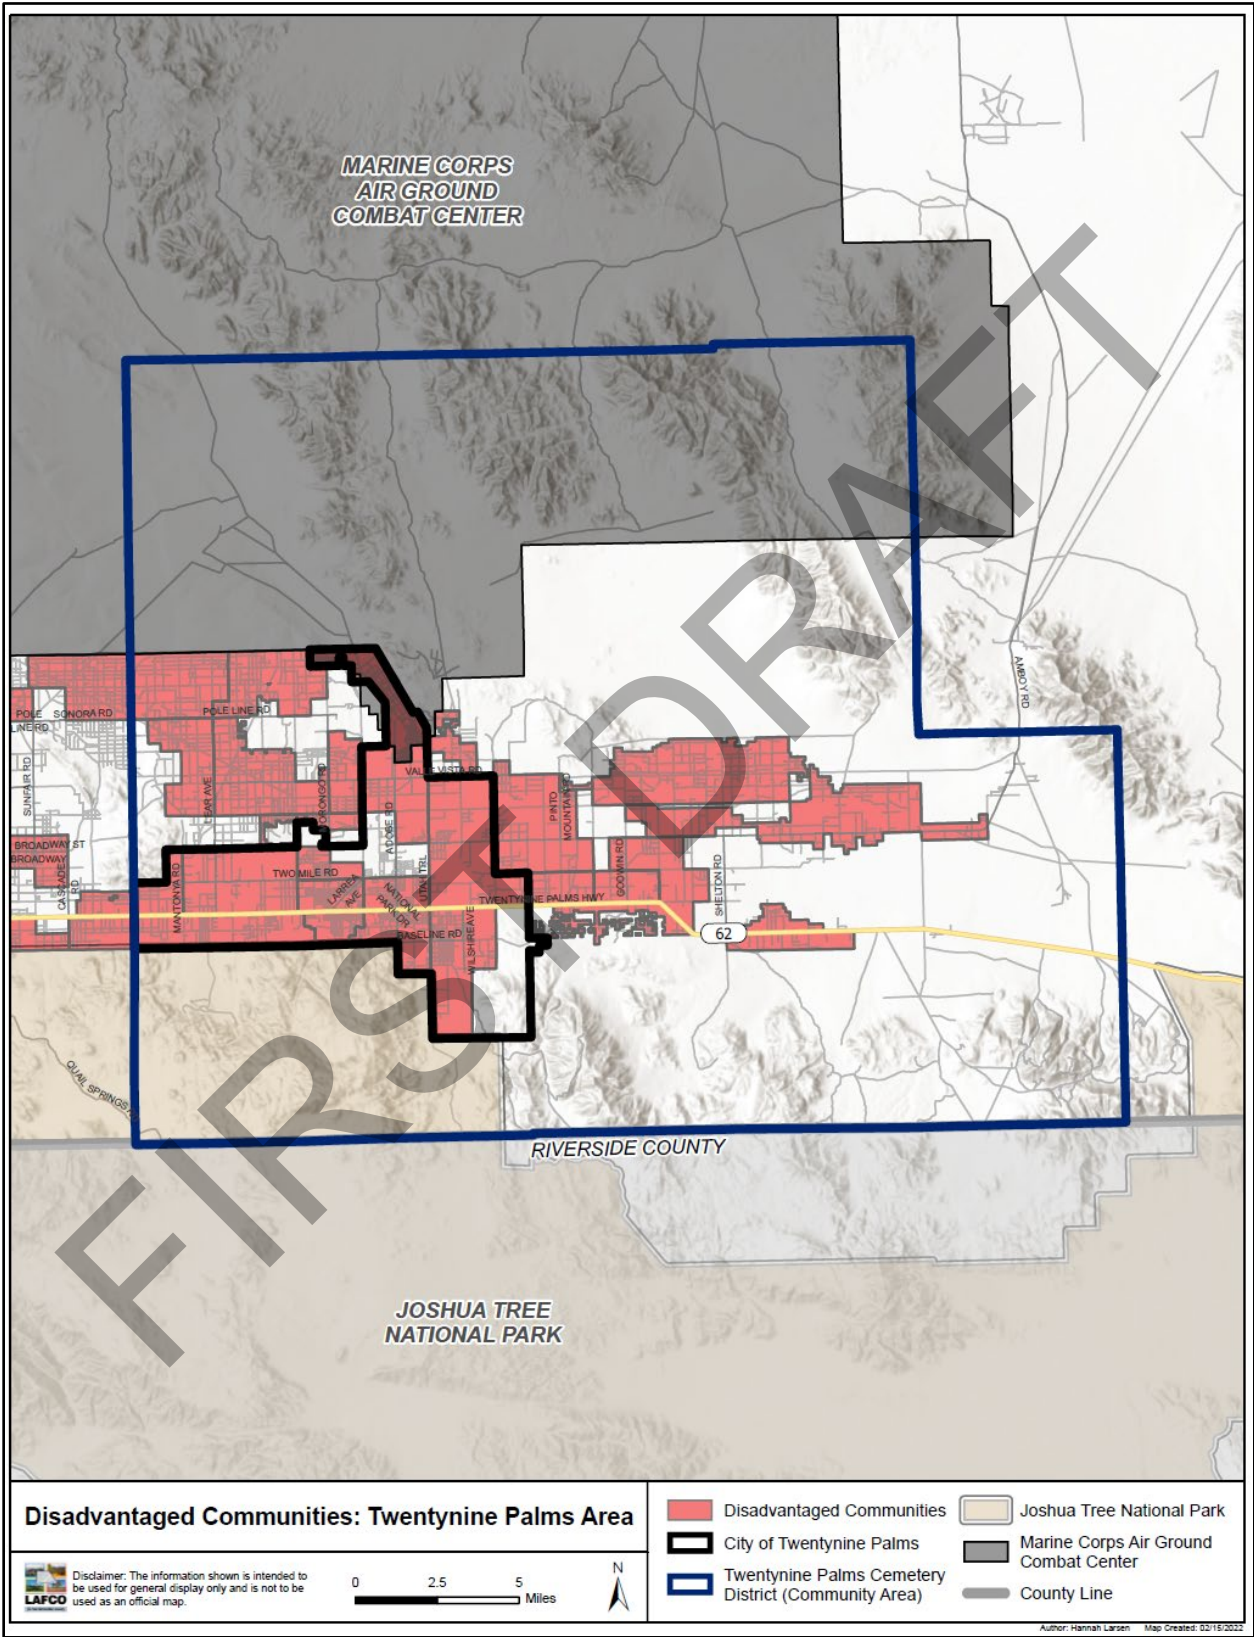 MARINE CORPS
AIR GROUND
COMBAT CENTER
FIRST DRAFT
AMBOY RD
POLE
LINE RD
SONORA RD
POLE LINE RD
SUNFAIR RD
LEAR AVE
MORONGO RD
VALLE VISTA RD
ADOBE RD
PINTO
MOUNTAIN RD
BROADWAY ST
BROADWAY
CASCADE
RD
MANTONYA RD
TWO MILE RD
LARREA
AVE
NATIONAL
PARK DR
UTAH TRL
GODWIN RD
SHELTON RD
TWENTYNINE PALMS HWY
BASELINE RD
WILSHIRE AVE
62
QUAIL SPRINGS
RIVERSIDE COUNTY
JOSHUA TREE
NATIONAL PARK
Disadvantaged Communities: Twentynine Palms Area
LAFCO
Disclaimer: The information shown is intended to
be used for general display only and is not to be
used as an official map.
0 2.5 5
Miles
N
Disadvantaged Communities
City of Twentynine Palms
Twentynine Palms Cemetery
District (Community Area)
Joshua Tree National Park
Marine Corps Air Ground
Combat Center
County Line
Author: Hannah Larsen Map Created: 02/15/2022